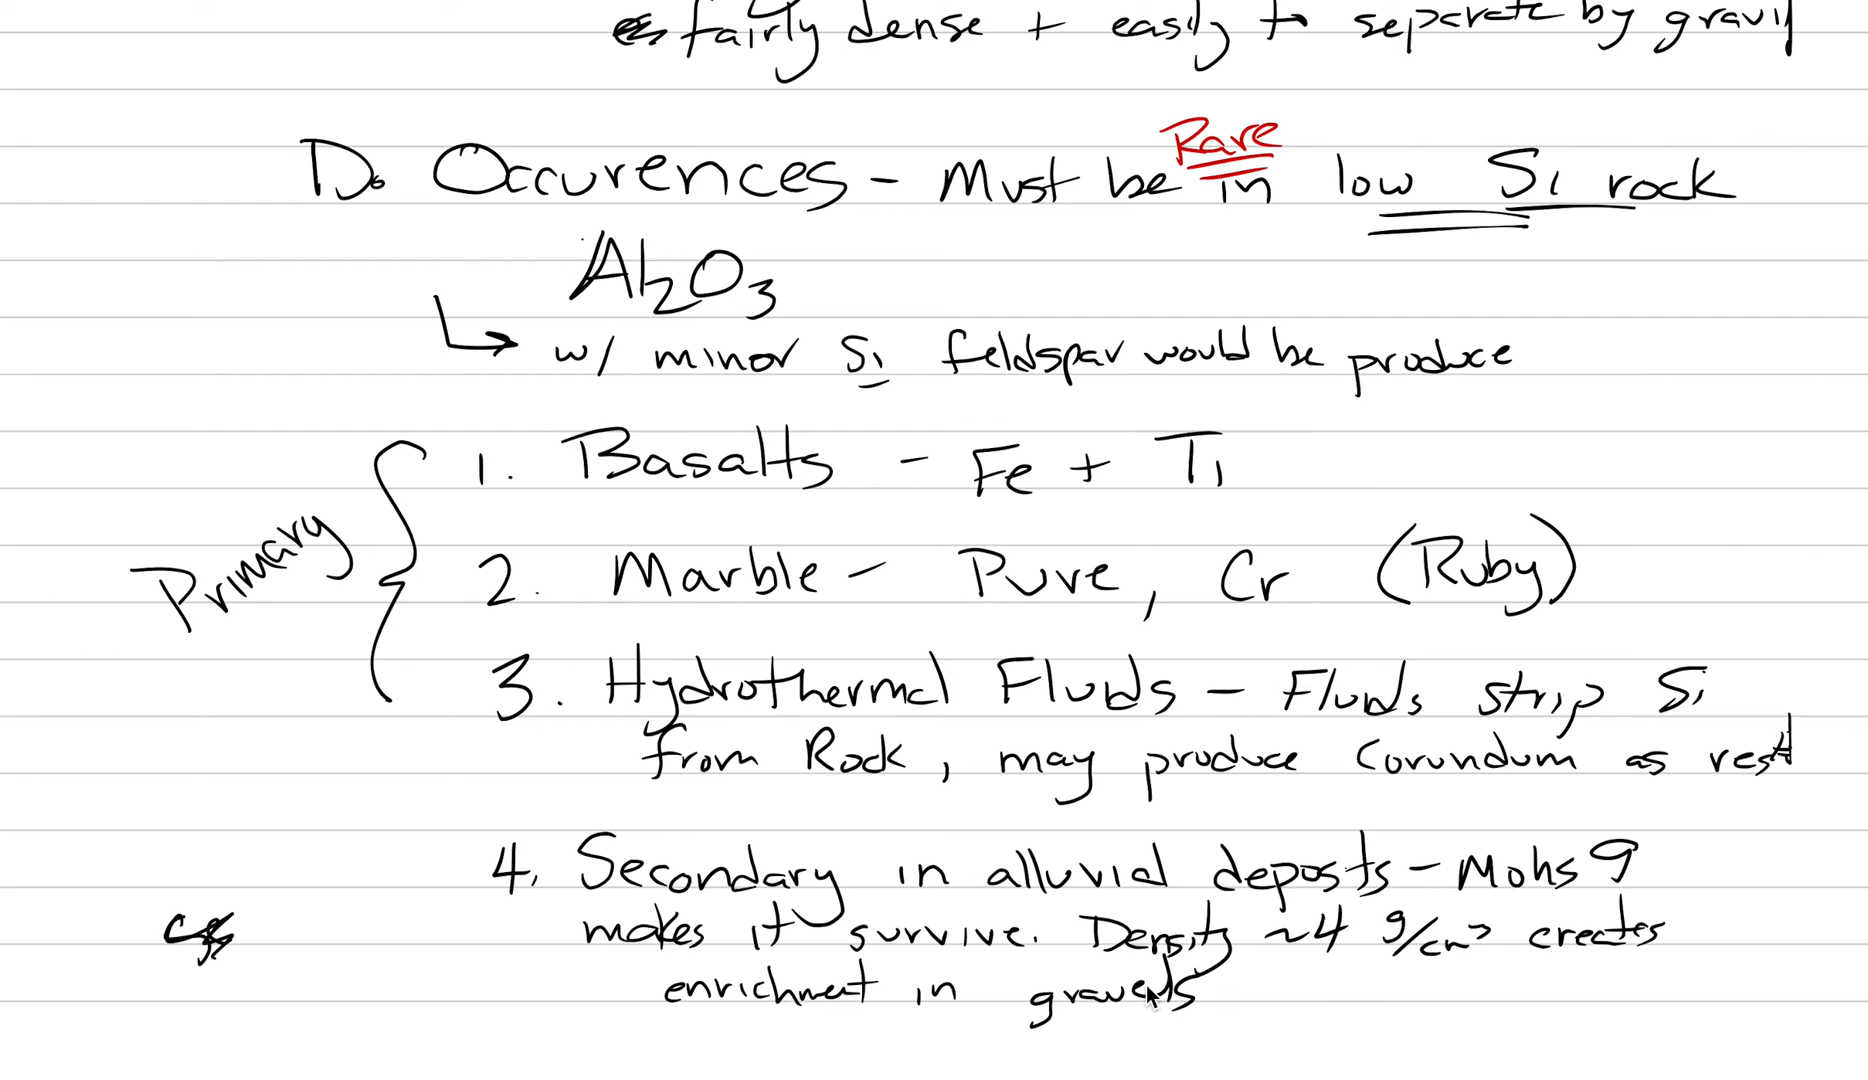 fairly dense + easily to separate by gravit
Rare
D. Occurences - Must be in low Si rock
Al2O3
w/ minor Si feldspar would be produce
1. Basalts - Fe + Ti
Primary
2. Marble - Pure, Cr (Ruby)
3. Hydrothermal Fluids - Fluids strip Si
from Rock, may produce Corundum as
4. Secondary in alluvial deposts - Mohs 9
makes it survive. Density ~4 g/cm3 creates
enrichment in gravels